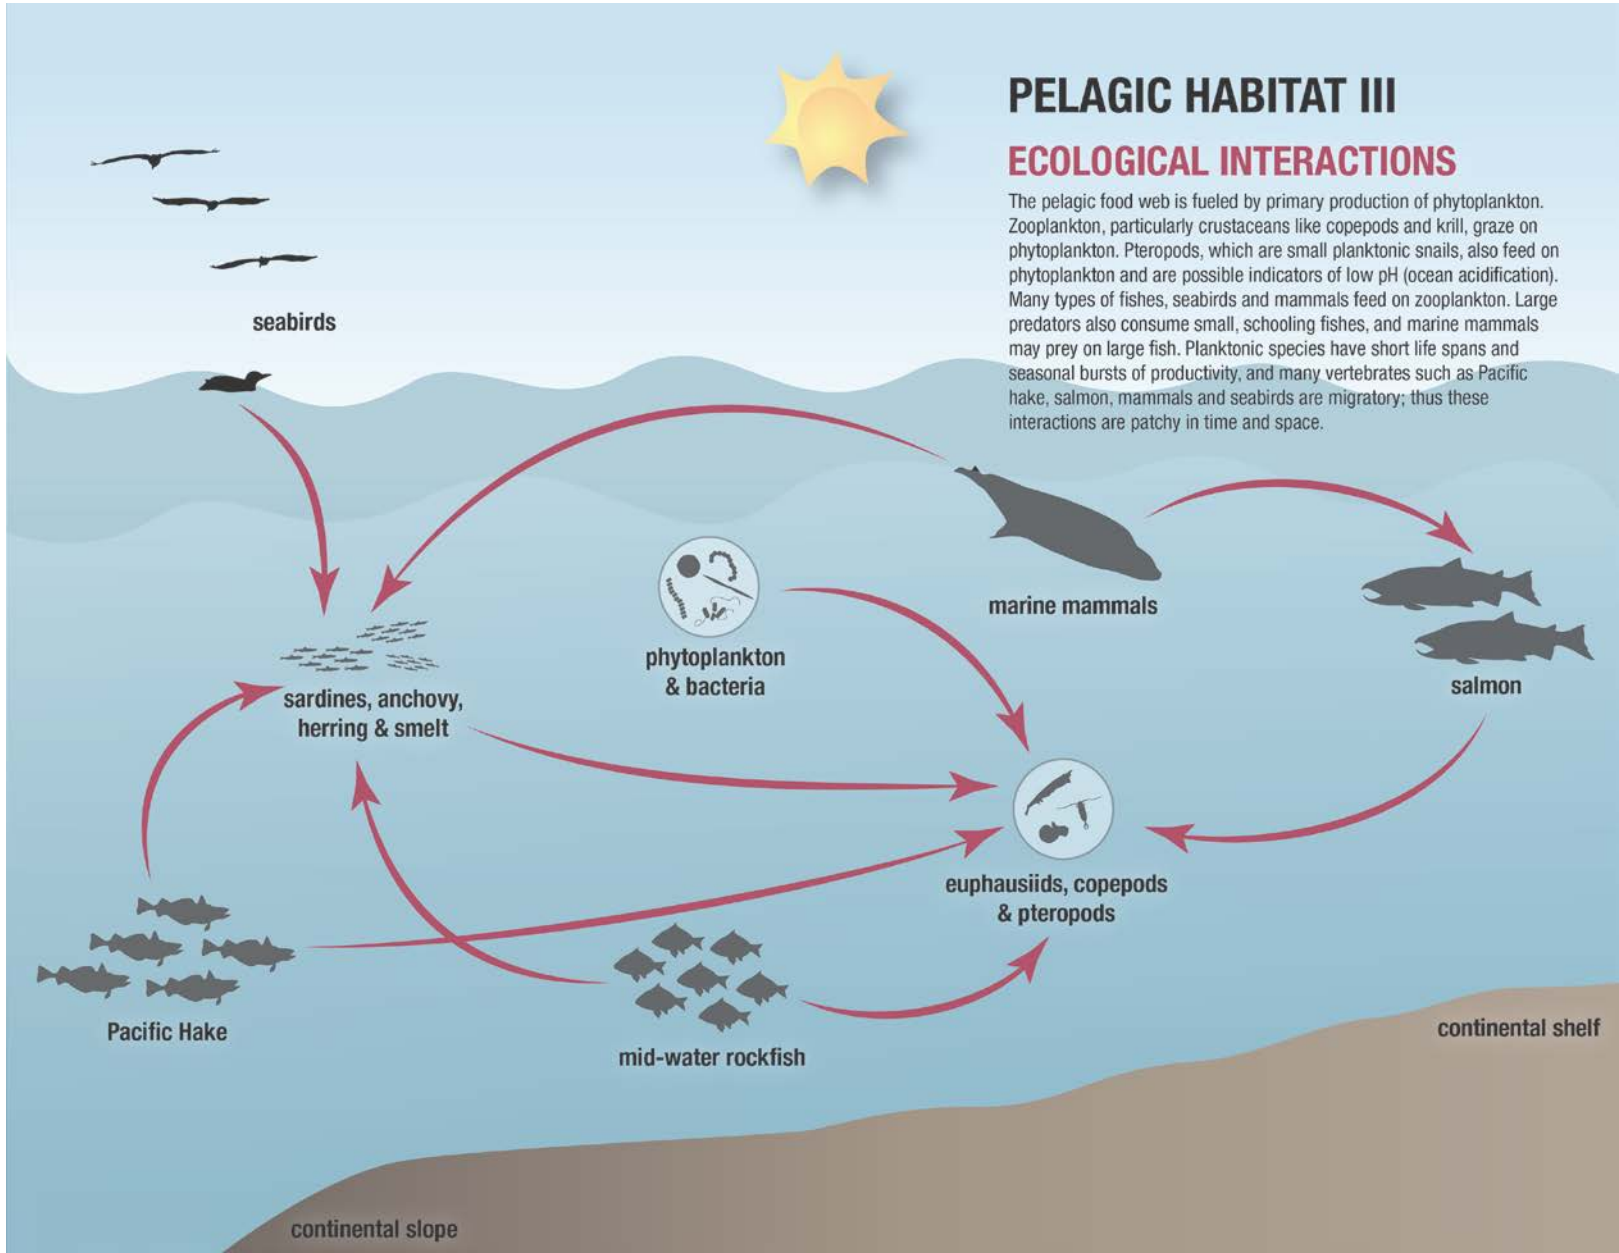 PELAGIC HABITAT III
ECOLOGICAL INTERACTIONS
The pelagic food web is fueled by primary production of phytoplankton.
Zooplankton, particularly crustaceans like copepods and krill, graze on
phytoplankton. Pteropods, which are small planktonic snails, also feed on
phytoplankton and are possible indicators of low pH (ocean acidification).
Many types of fishes, seabirds and mammals feed on zooplankton. Large
predators also consume small, schooling fishes, and marine mammals
may prey on large fish. Planktonic species have short life spans and
seasonal bursts of productivity, and many vertebrates such as Pacific
hake, salmon, mammals and seabirds are migratory; thus these
interactions are patchy in time and space.
seabirds
marine mammals
phytoplankton
& bacteria
salmon
sardines, anchovy,
herring & smelt
euphausiids, copepods
& pteropods
Pacific Hake
mid-water rockfish
continental shelf
continental slope